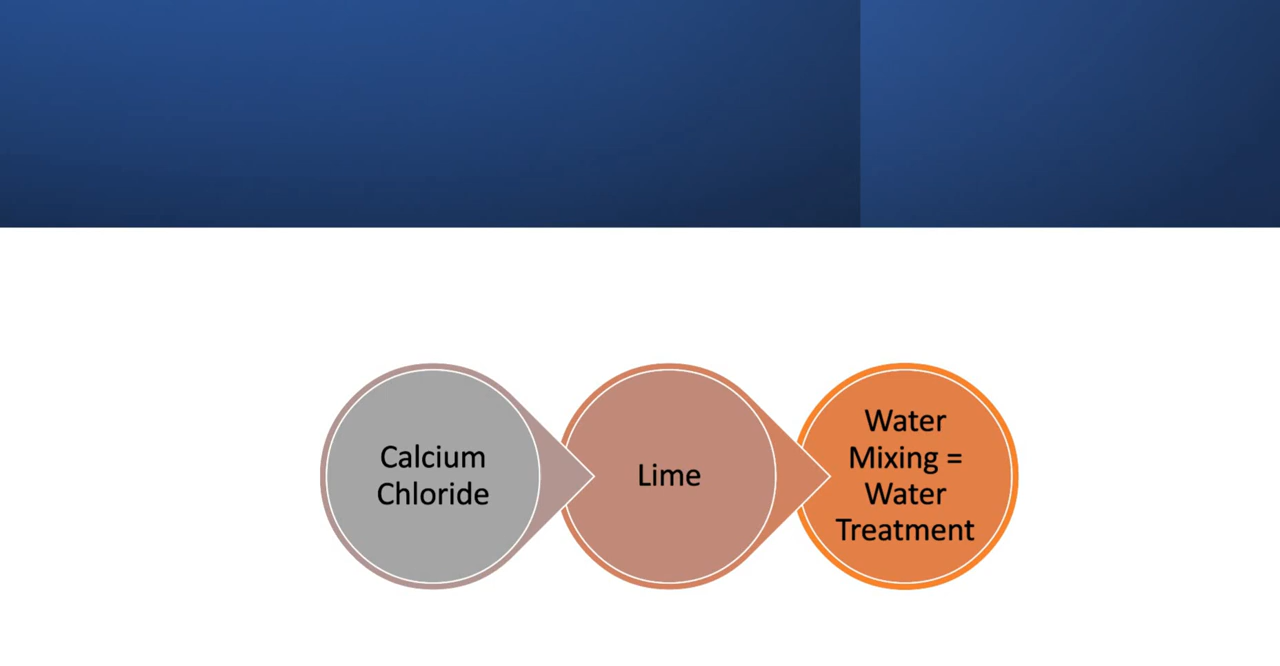 Calcium
Chloride
Lime
Water
Mixing =
Water
Treatment